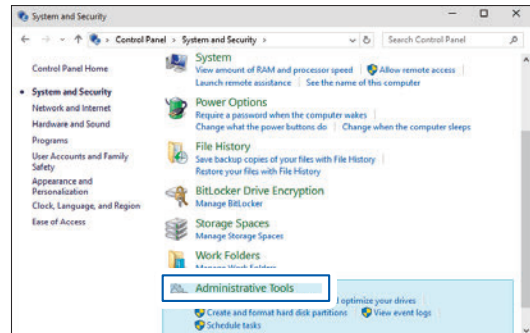 System and Security
Control Panel > System and Security >
Search Control Panel
Control Panel Home
System and Security
Network and Internet
Hardware and Sound
Programs
User Accounts and Family
Safety
Appearance and
Personalization
Clock, Language, and Region
Ease of Access
System
View amount of RAM and processor speed | Allow remote access |
Launch remote assistance | See the name of this computer
Power Options
Require a password when the computer wakes |
Change what the power buttons do | Change when the computer sleeps
File History
Save backup copies of your files with File History |
Restore your files with File History
BitLocker Drive Encryption
Manage BitLocker
Storage Spaces
Manage Storage Spaces
Work Folders
Manage Work Folders
Administrative Tools
optimize your drives
Create and format hard disk partitions | View event logs |
Schedule tasks